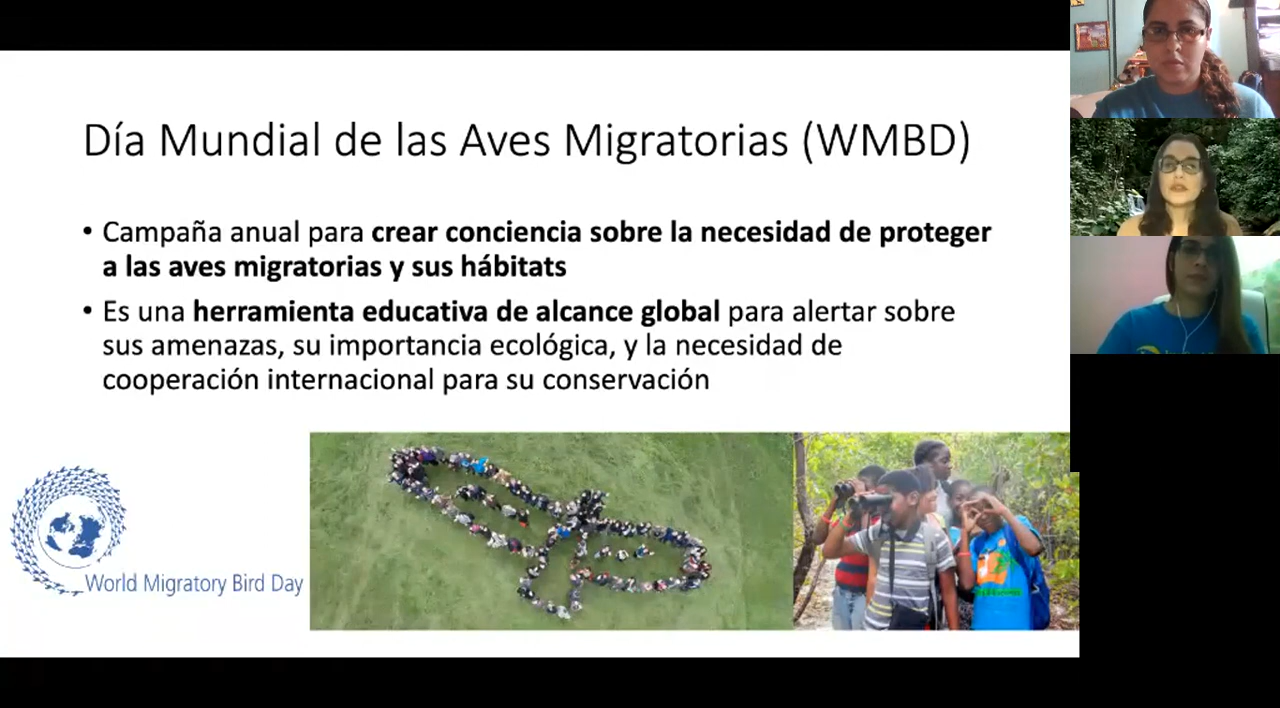 Día Mundial de las Aves Migratorias (WMBD)
• Campaña anual para crear conciencia sobre la necesidad de proteger
a las aves migratorias y sus hábitats
• Es una herramienta educativa de alcance global para alertar sobre
sus amenazas, su importancia ecológica, y la necesidad de
cooperación internacional para su conservación
World Migratory Bird Day